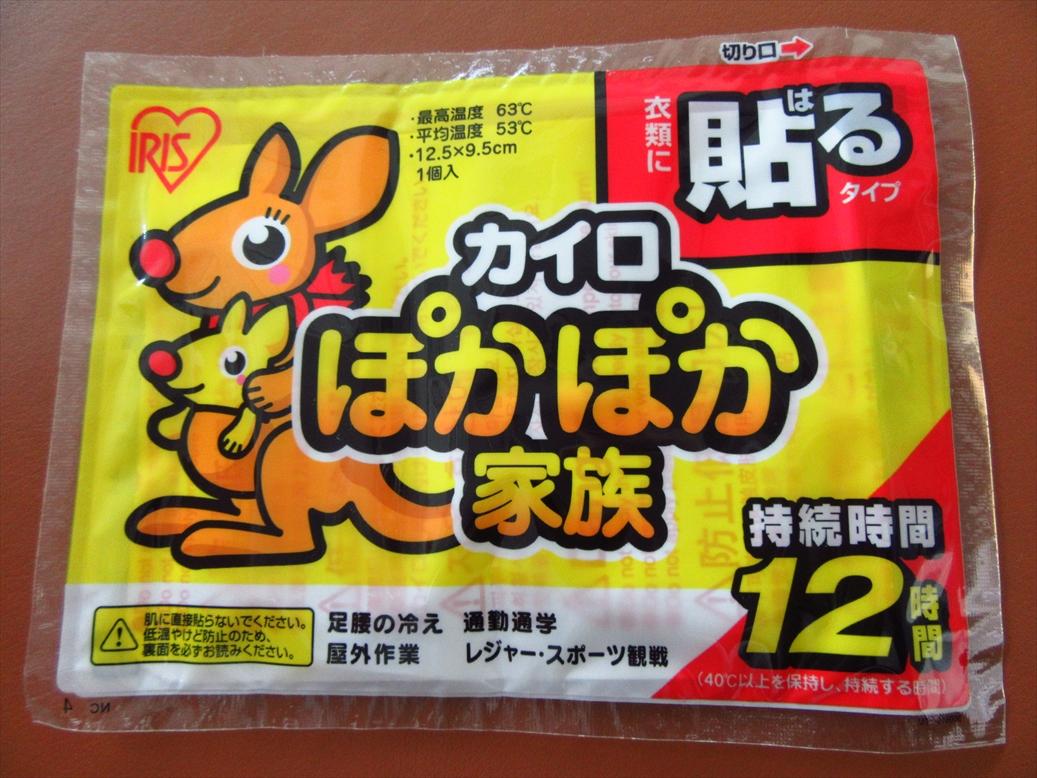 切り口
IRIS
・最高温度 63℃
・平均温度 53℃
・12.5×9.5cm
1個入
衣類に
貼る
は
タイプ
カイロ
ぽかぽか
家族
持続時間
12時間
(40℃以上を保持し、持続する時間)
肌に直接貼らないでください。
低温やけど防止のため、
裏面を必ずお読みください。
足腰の冷え 通勤通学
屋外作業 レジャー・スポーツ観戦
NC 4